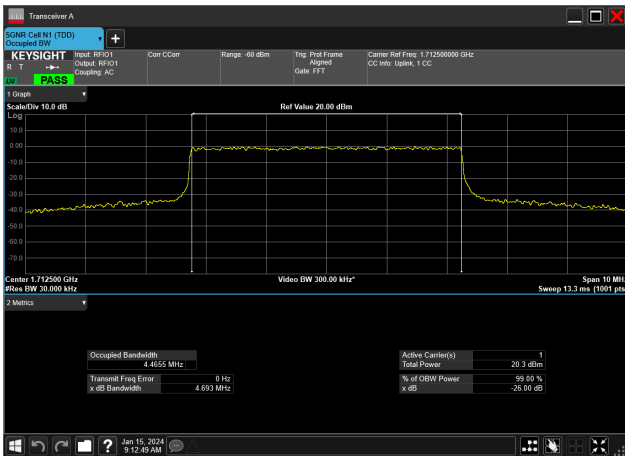 Transceiver A
5GNR Cell N1 (TDD)
Occupied BW
KEYSIGHT
R T
LXI
PASS
Input: RFIO1
Output: RFIO1
Coupling: AC
Corr CCorr
Range: -60 dBm
Trig: Prot Frame
Aligned
Gate: FFT
Carrier Ref Freq: 1.712500000 GHz
CC Info: Uplink, 1 CC
1 Graph
Scale/Div 10.0 dB
Ref Value 20.00 dBm
Log
10.0
0.00
-10.0
-20.0
-30.0
-40.0
-50.0
-60.0
-70.0
Center 1.712500 GHz
Video BW 300.00 kHz*
Span 10 MHz
#Res BW 30.000 kHz
Sweep 13.3 ms (1001 pts
2 Metrics
Occupied Bandwidth
4.4655 MHz
Active Carrier(s) 1
Total Power 20.3 dBm
Transmit Freq Error 0 Hz
x dB Bandwidth 4.693 MHz
% of OBW Power 99.00 %
x dB -26.00 dB
?
Jan 15, 2024
9:12:49 AM